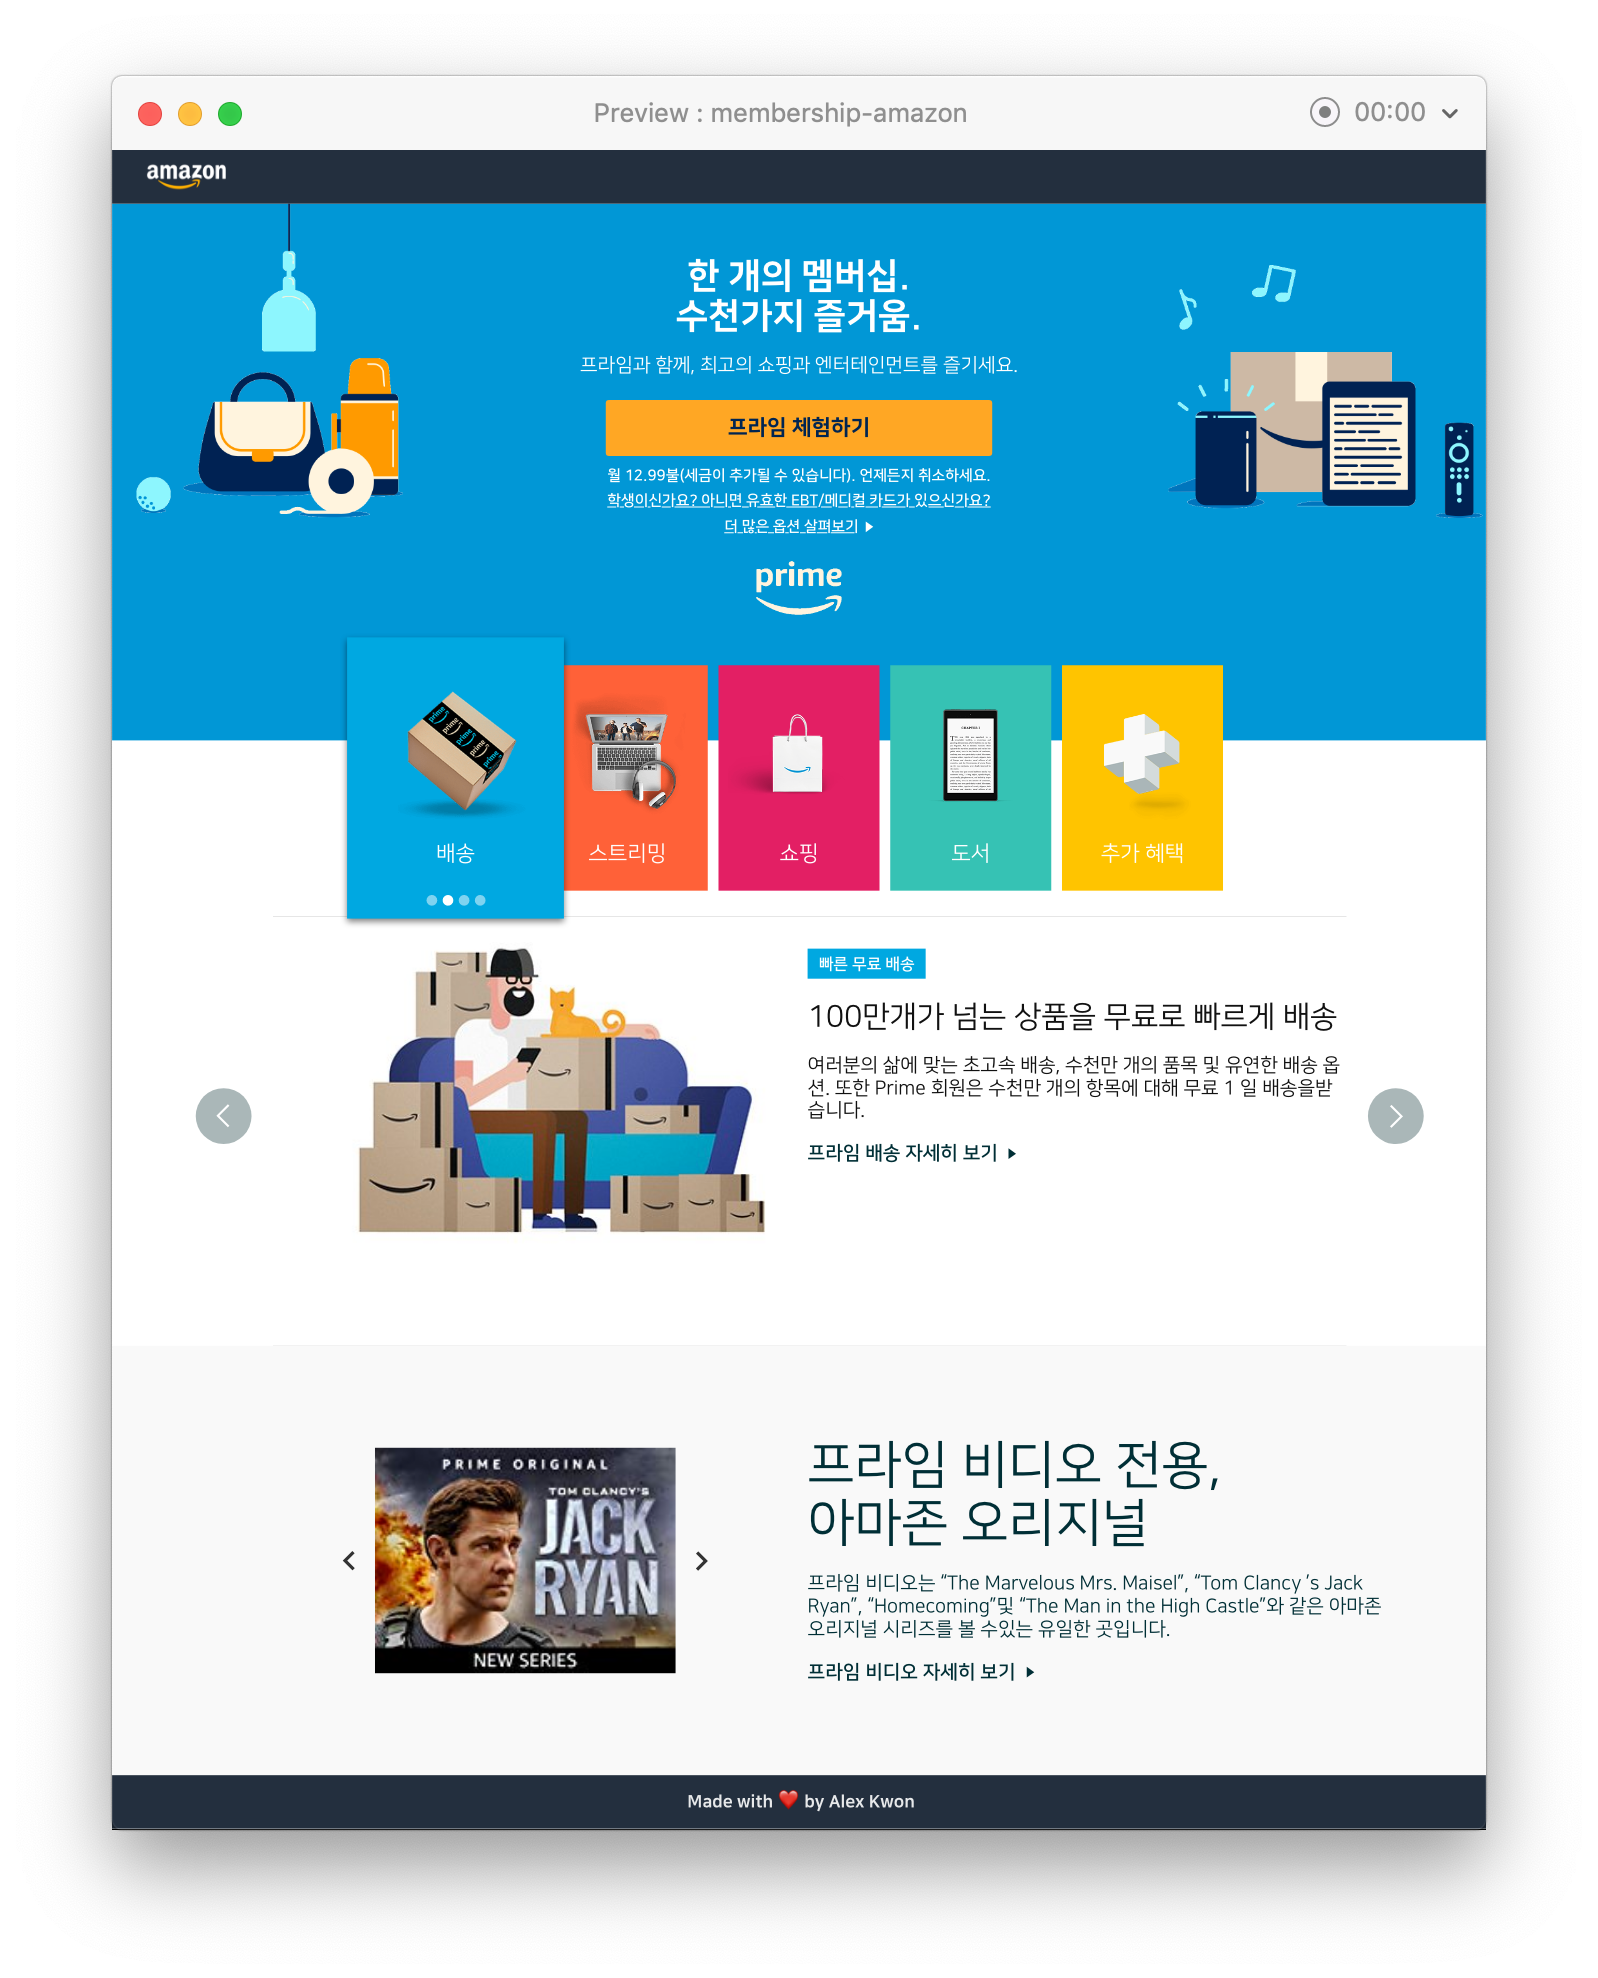 Preview : membership-amazon
00:00
amazon
한 개의 멤버십.
수천가지 즐거움.
프라임과 함께, 최고의 쇼핑과 엔터테인먼트를 즐기세요.
프라임 체험하기
월 12.99불(세금이 추가될 수 있습니다). 언제든지 취소하세요.
학생이신가요? 아니면 유효한 EBT/메디컬 카드가 있으신가요?
더 많은 옵션 살펴보기
prime
prime
prime
prime
prime
prime
CHAPTER I
배송
스트리밍
쇼핑
도서
추가 혜택
빠른 무료 배송
100만개가 넘는 상품을 무료로 빠르게 배송
여러분의 삶에 맞는 초고속 배송, 수천만 개의 품목 및 유연한 배송 옵
션. 또한 Prime 회원은 수천만 개의 항목에 대해 무료 1 일 배송을받
습니다.
프라임 배송 자세히 보기
PRIME ORIGINAL
TOM CLANCY'S
JACK
RYAN
NEW SERIES
프라임 비디오 전용,
아마존 오리지널
프라임 비디오는 “The Marvelous Mrs. Maisel”, “Tom Clancy ’s Jack
Ryan”, “Homecoming”및 “The Man in the High Castle”와 같은 아마존
오리지널 시리즈를 볼 수있는 유일한 곳입니다.
프라임 비디오 자세히 보기
Made with ❤️ by Alex Kwon